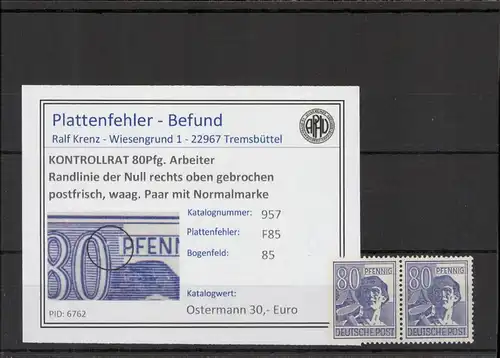 Plattenfehler - Befund
Ralf Krenz - Wiesengrund 1 - 22967 Tremsbüttel
KONTROLLRAT 80Pfg. Arbeiter
Randlinie der Null rechts oben gebrochen
postfrisch, waag. Paar mit Normalmarke
Katalognummer: 957
Plattenfehler: F85
Bogenfeld: 85
Katalogwert:
Ostermann 30,- Euro
80 PFENN
PID: 6762
80 PFENNIG
DEUTSCHE POST
80 PFENNIG
DEUTSCHE POST